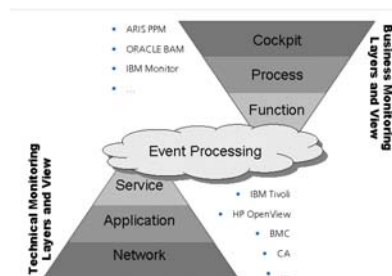 • ARIS PPM
• ORACLE BAM
• IBM Monitor
• ...
Cockpit
Process
Function
Business Monitoring
Layers and View
Event Processing
Technical Monitoring
Layers and View
Service
Application
Network
• IBM Tivoli
• HP OpenView
• BMC
• CA
•